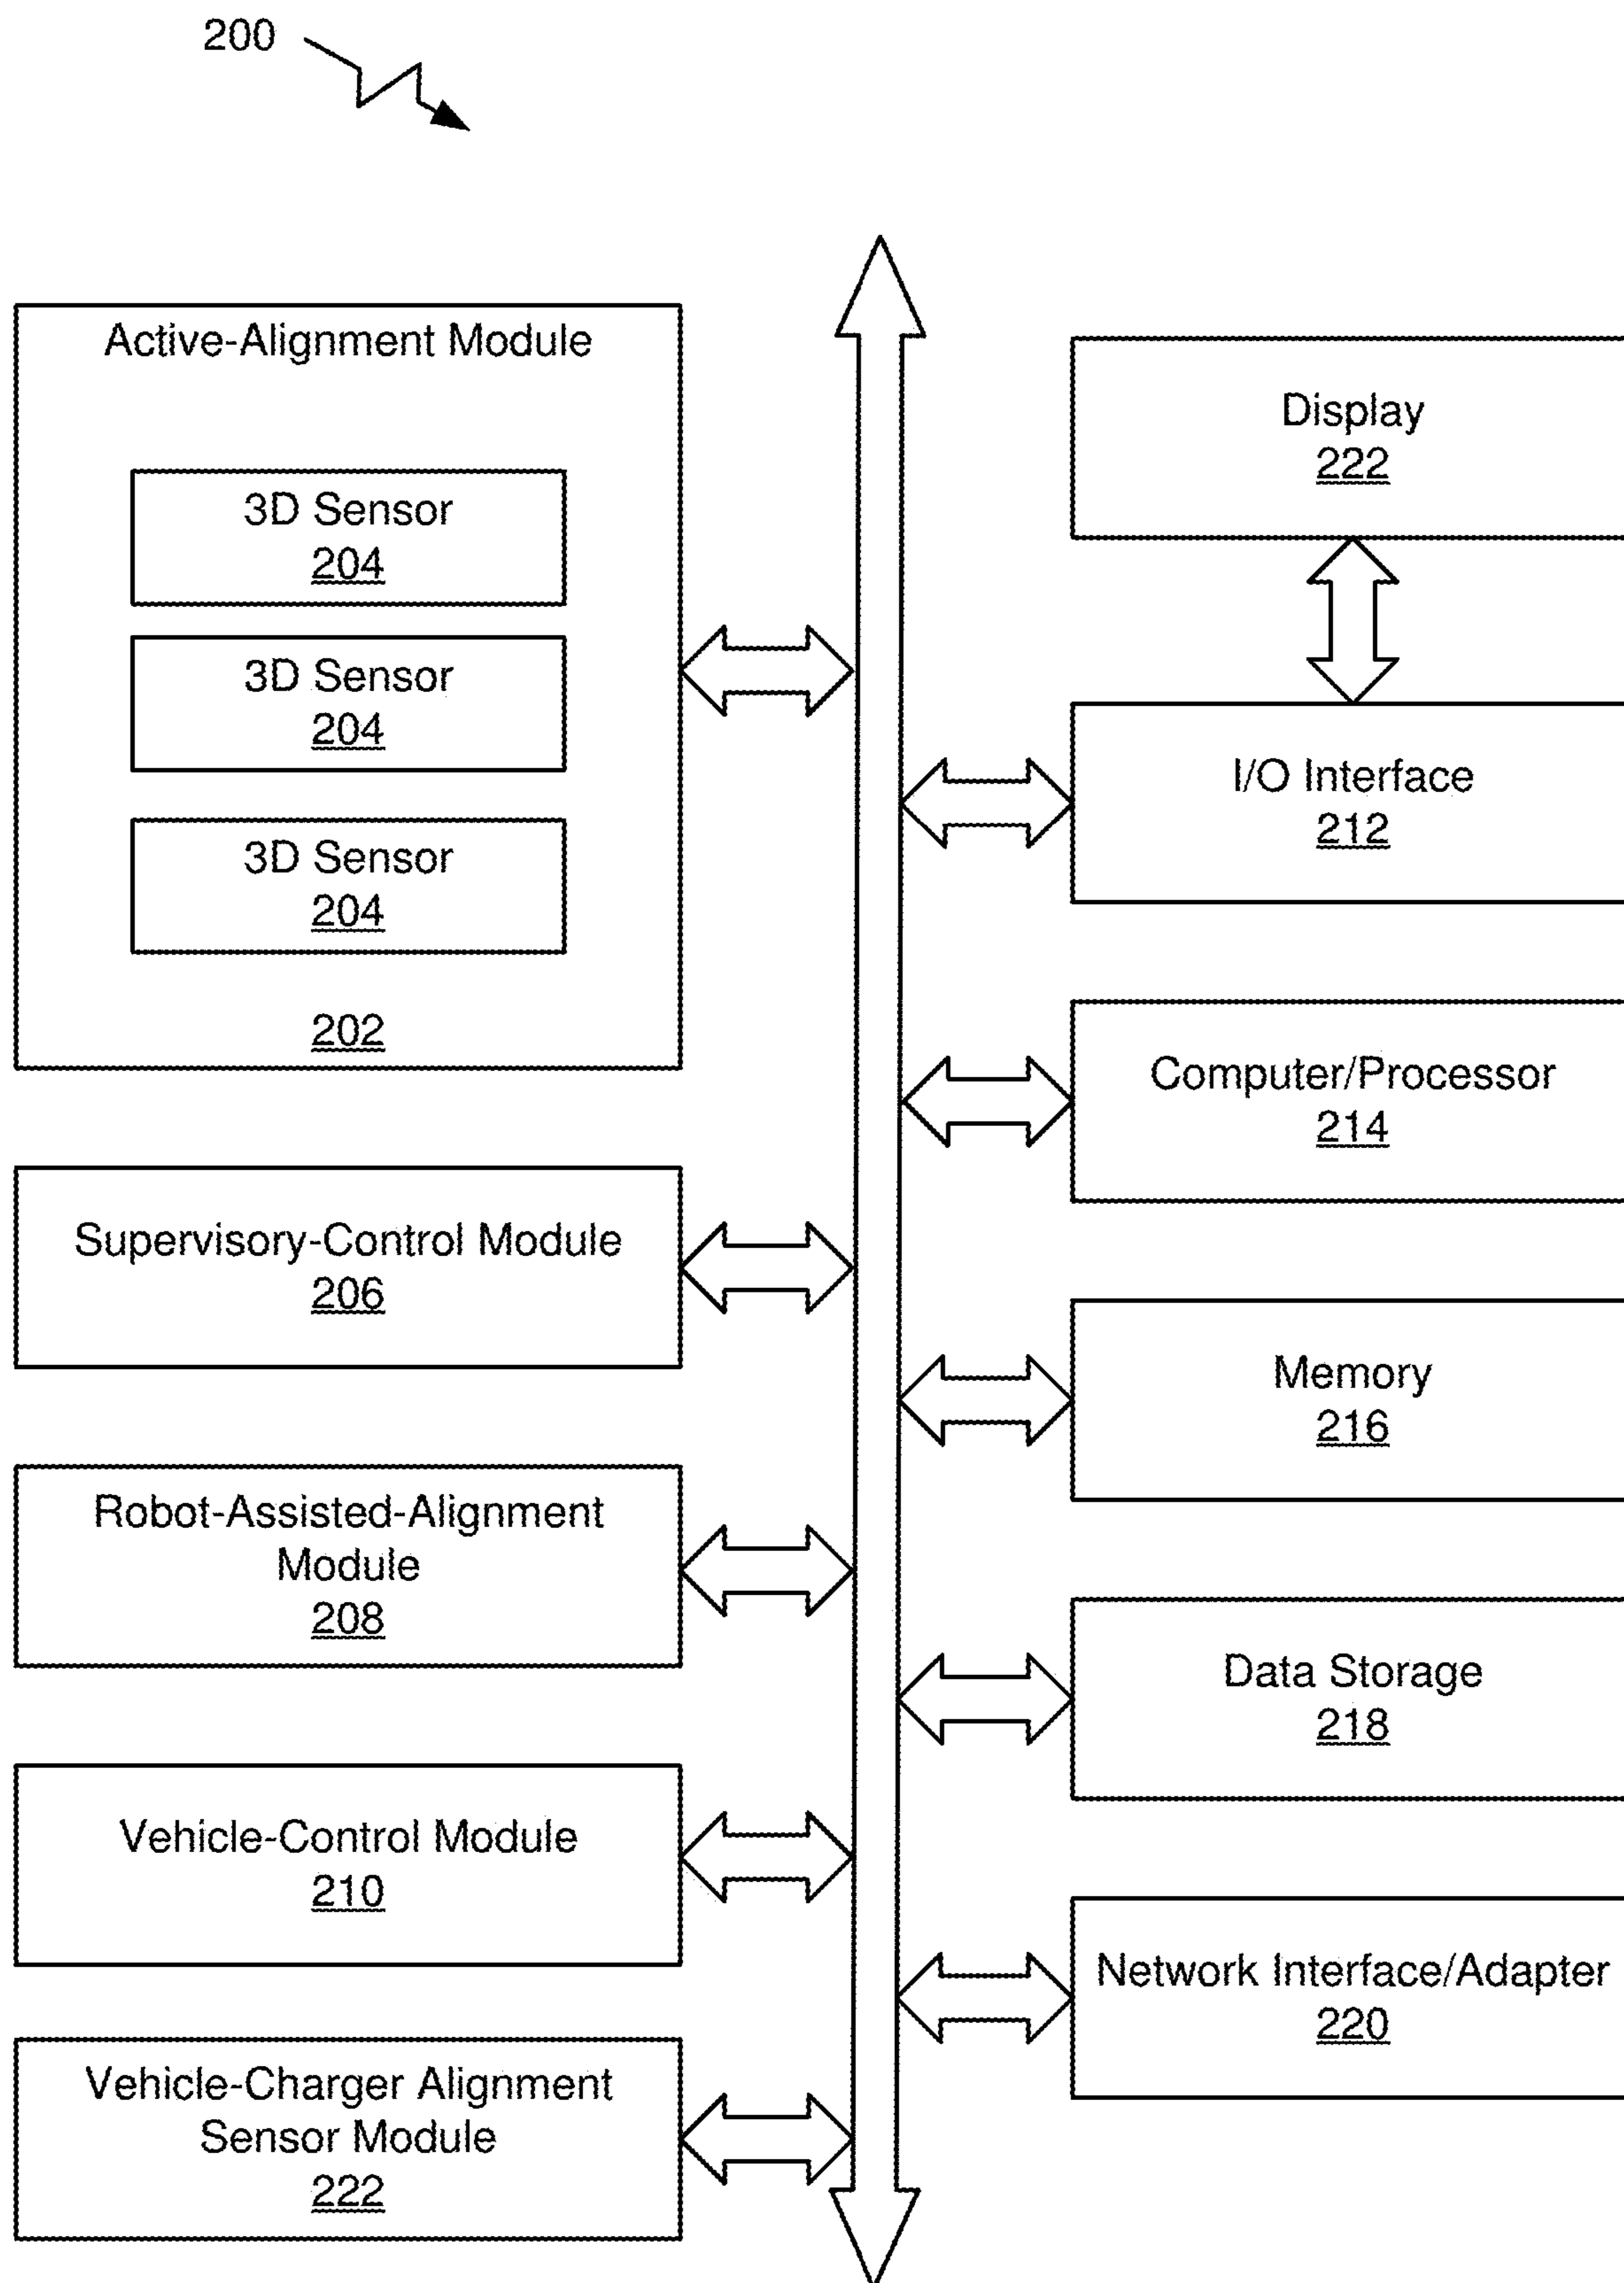 200
Active-Alignment Module
3D Sensor
204
3D Sensor
204
3D Sensor
204
202
Supervisory-Control Module
206
Robot-Assisted-Alignment
Module
208
Vehicle-Control Module
210
Vehicle-Charger Alignment
Sensor Module
222
Display
222
I/O Interface
212
Computer/Processor
214
Memory
216
Data Storage
218
Network Interface/Adapter
220